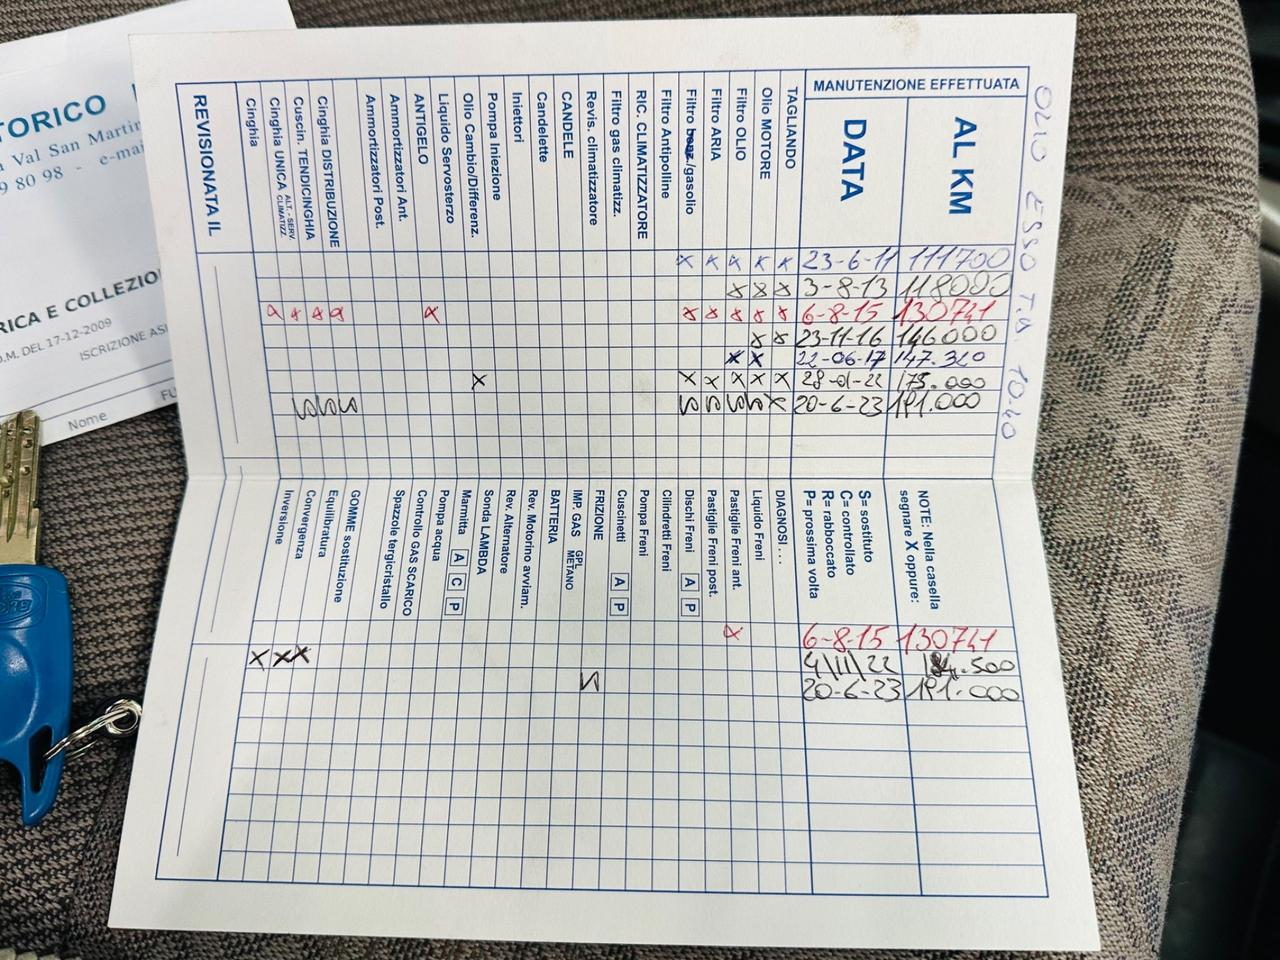 OLIO ESSO T.D. 10-40
MANUTENZIONE EFFETTUATA
AL KM
DATA
TAGLIANDO
Olio MOTORE
Filtro OLIO
Filtro ARIA
Filtro benz./gasolio
Filtro Antipolline
RIC. CLIMATIZZATORE
Filtro gas climatizz.
Revis. climatizzatore
CANDELE
Candelette
Iniettori
Pompa Iniezione
Olio Cambio/Differenz.
Liquido Servosterzo
ANTIGELO
Ammortizzatori Ant.
Ammortizzatori Post.
Cinghia DISTRIBUZIONE
Cuscin. TENDICINGHIA
Cinghia UNICA ALT. - SERV. CLIMATIZZ.
Cinghia
REVISIONATA IL
111700 23-6-11 x x x x x
118000 3-8-13 x x x
130741 6-8-15 x x x x x x x x x x
146.000 23-11-16 x x
147.320 22-06-17 x x
175.000 28-01-22 x x x x x x
191.000 20-6-23 x S S S S S S S
NOTE: Nella casella
segnare X oppure:
S= sostituto
C= controllato
R= rabboccato
P= prossima volta
DIAGNOSI . . .
Liquido Freni
Pastiglie Freni ant.
Pastiglie Freni post.
Dischi Freni A P
Cilindretti Freni
Pompa Freni
Cuscinetti A P
FRIZIONE
IMP. GAS GPL METANO
BATTERIA
Rev. Motorino avviam.
Rev. Alternatore
Sonda LAMBDA
Marmitta A C P
Pompa acqua
Controllo GAS SCARICO
Spazzole tergicristallo
GOMME sostituzione
Equilibratura
Convergenza
Inversione
130741 6-8-15 x
184.500 4/11/22 x x x
191.000 20-6-23 S
TORICO
Val San Martin
9 80 98 - e-mai
RICA E COLLEZIO
.M. DEL 17-12-2009
ISCRIZIONE AS
Nome
FU